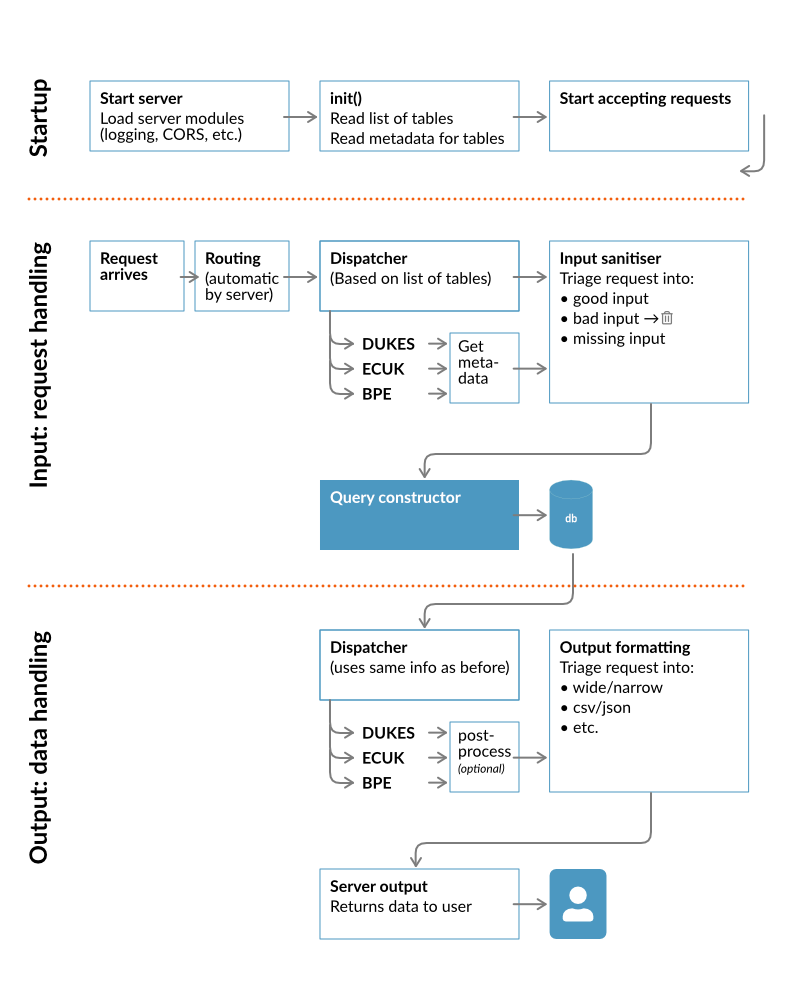 Startup
Start server
Load server modules
(logging, CORS, etc.)
init()
Read list of tables
Read metadata for tables
Start accepting requests
Input: request handling
Request
arrives
Routing
(automatic
by server)
Dispatcher
(Based on list of tables)
DUKES
ECUK
BPE
Get
meta-
data
Input sanitiser
Triage request into:
• good input
• bad input →
• missing input
Query constructor
db
Output: data handling
Dispatcher
(uses same info as before)
DUKES
ECUK
BPE
post-
process
(optional)
Output formatting
Triage request into:
• wide/narrow
• csv/json
• etc.
Server output
Returns data to user